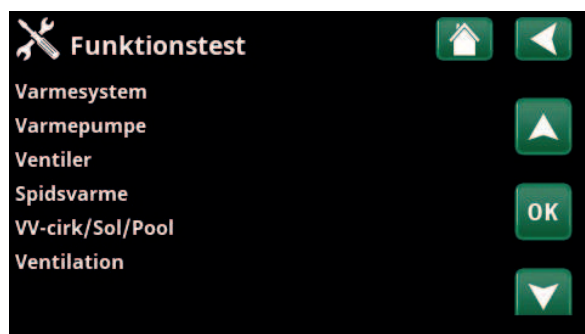 Funktionstest
Varmesystem
Varmepumpe
Ventiler
Spidsvarme
VV-cirk/Sol/Pool
OK
Ventilation